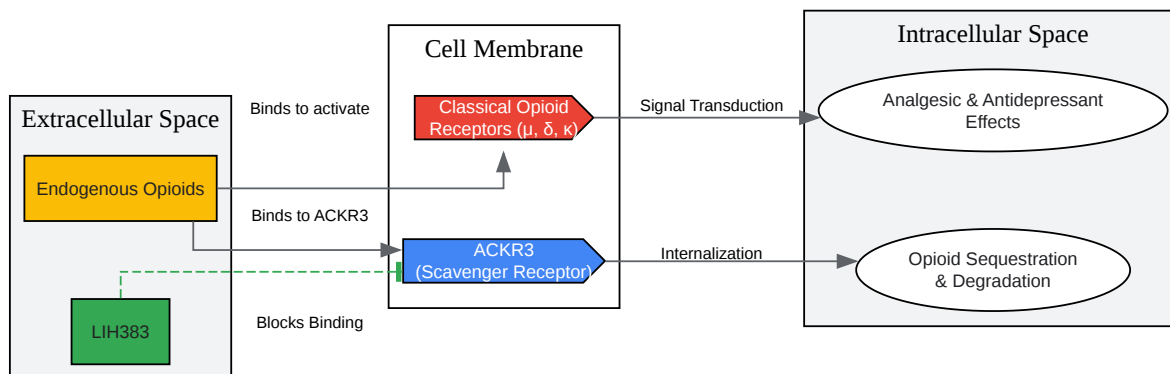 Extracellular Space
Endogenous Opioids
LIH383
Binds to activate
Binds to ACKR3
Blocks Binding
Cell Membrane
Classical Opioid
Receptors (μ, δ, κ)
ACKR3
(Scavenger Receptor)
Signal Transduction
Internalization
Intracellular Space
Analgesic & Antidepressant
Effects
Opioid Sequestration
& Degradation